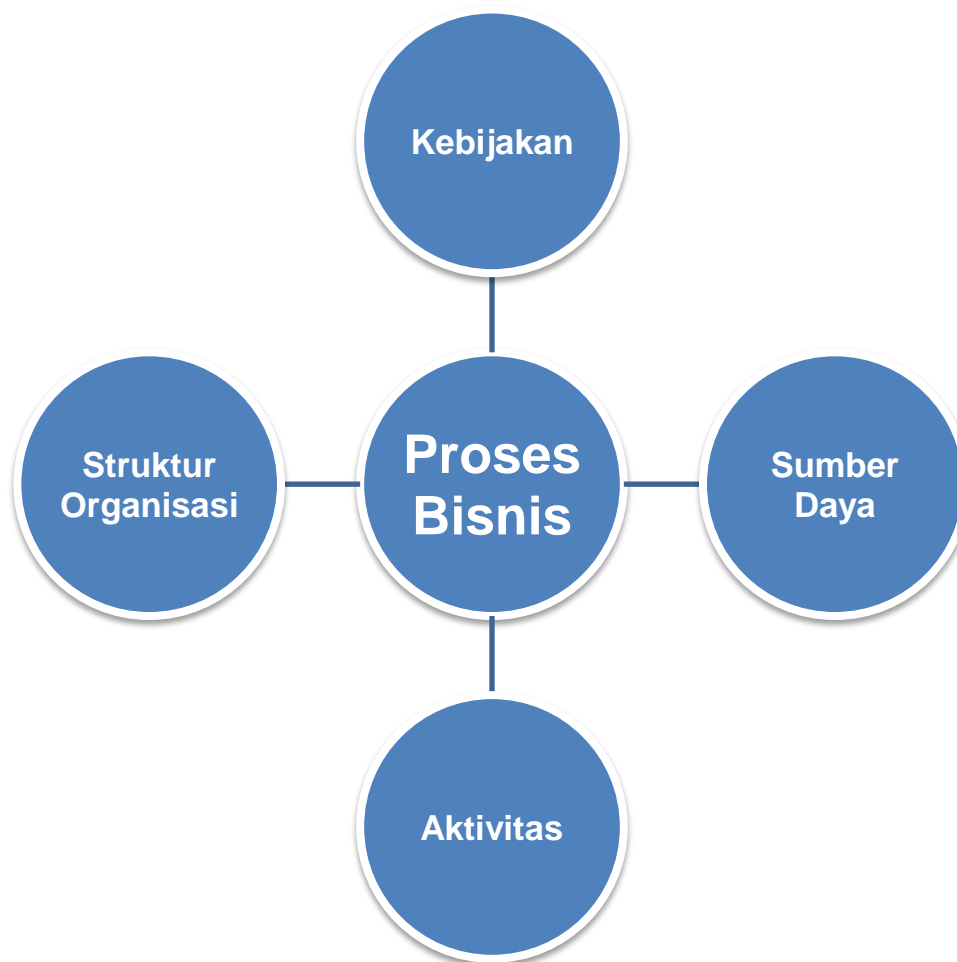 Kebijakan
Struktur
Organisasi
Proses
Bisnis
Sumber
Daya
Aktivitas